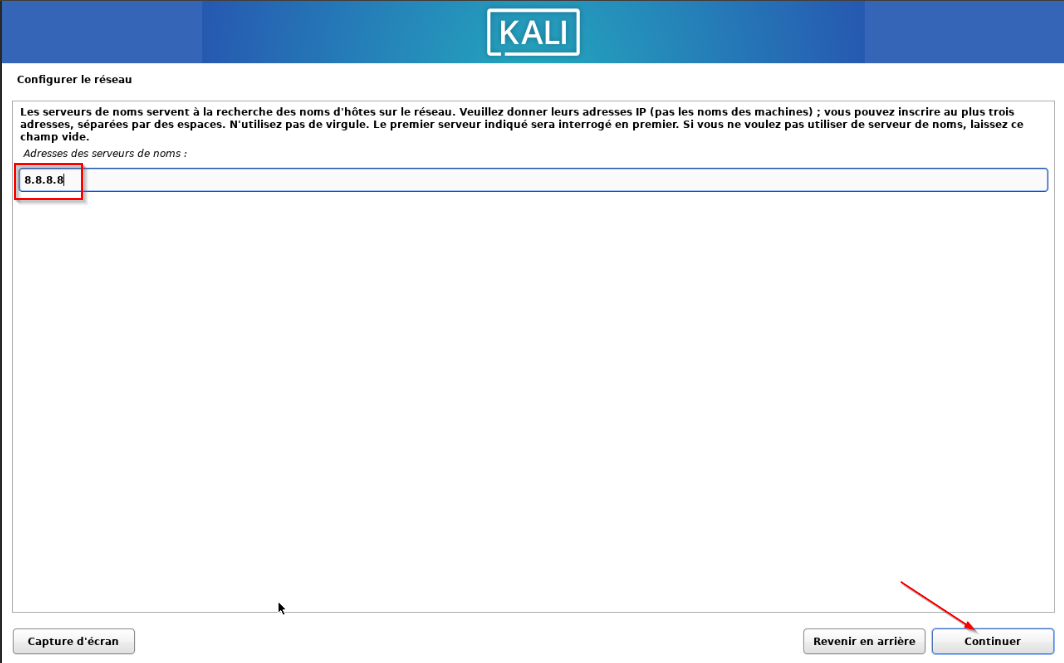 KALI
Configurer le réseau
Les serveurs de noms servent à la recherche des noms d'hôtes sur le réseau. Veuillez donner leurs adresses IP (pas les noms des machines) ; vous pouvez inscrire au plus trois
adresses, séparées par des espaces. N'utilisez pas de virgule. Le premier serveur indiqué sera interrogé en premier. Si vous ne voulez pas utiliser de serveur de noms, laissez ce
champ vide.
Adresses des serveurs de noms :
8.8.8.8
Capture d'écran
Revenir en arrière
Continuer